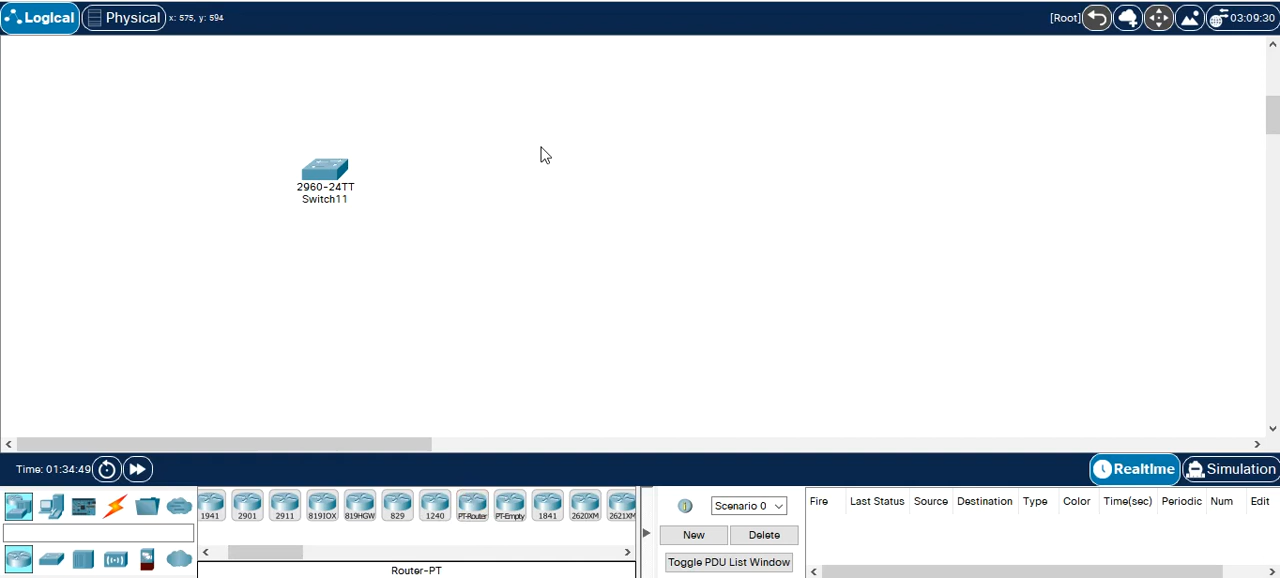 Logical Physical x: 575, y: 594 [Root] 03:09:30
2960-24TT
Switch11
Time: 01:34:49 Realtime Simulation
1941 2901 2911 819IOX 819HGW 829 1240 PT-Router PT-Empty 1841 2620XM 2621XM
Scenario 0
Fire Last Status Source Destination Type Color Time(sec) Periodic Num Edit
New Delete
Toggle PDU List Window
Router-PT